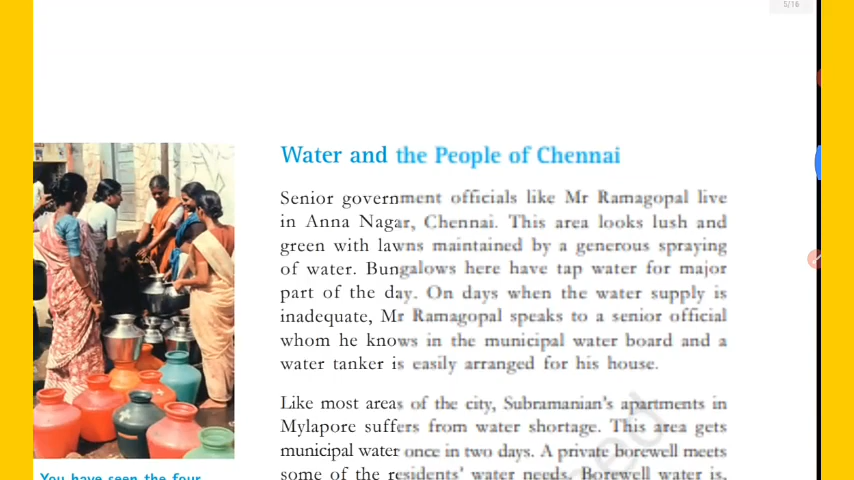 5/16
Water and the People of Chennai
Senior government officials like Mr Ramagopal live
in Anna Nagar, Chennai. This area looks lush and
green with lawns maintained by a generous spraying
of water. Bungalows here have tap water for major
part of the day. On days when the water supply is
inadequate, Mr Ramagopal speaks to a senior official
whom he knows in the municipal water board and a
water tanker is easily arranged for his house.
Like most areas of the city, Subramanian's apartments in
Mylapore suffers from water shortage. This area gets
municipal water once in two days. A private borewell meets
some of the residents' water needs. Borewell water is,
You have seen the four